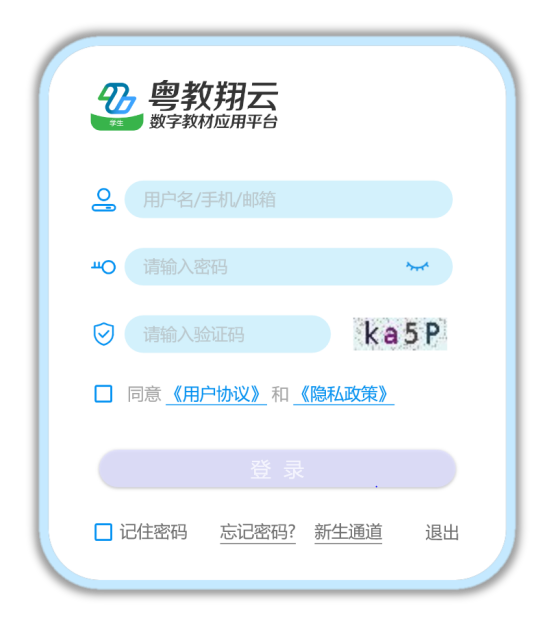 粤教翔云
学生
数字教材应用平台
用户名/手机/邮箱
请输入密码
请输入验证码
ka5P
同意《用户协议》和《隐私政策》
登录
记住密码 忘记密码? 新生通道 退出